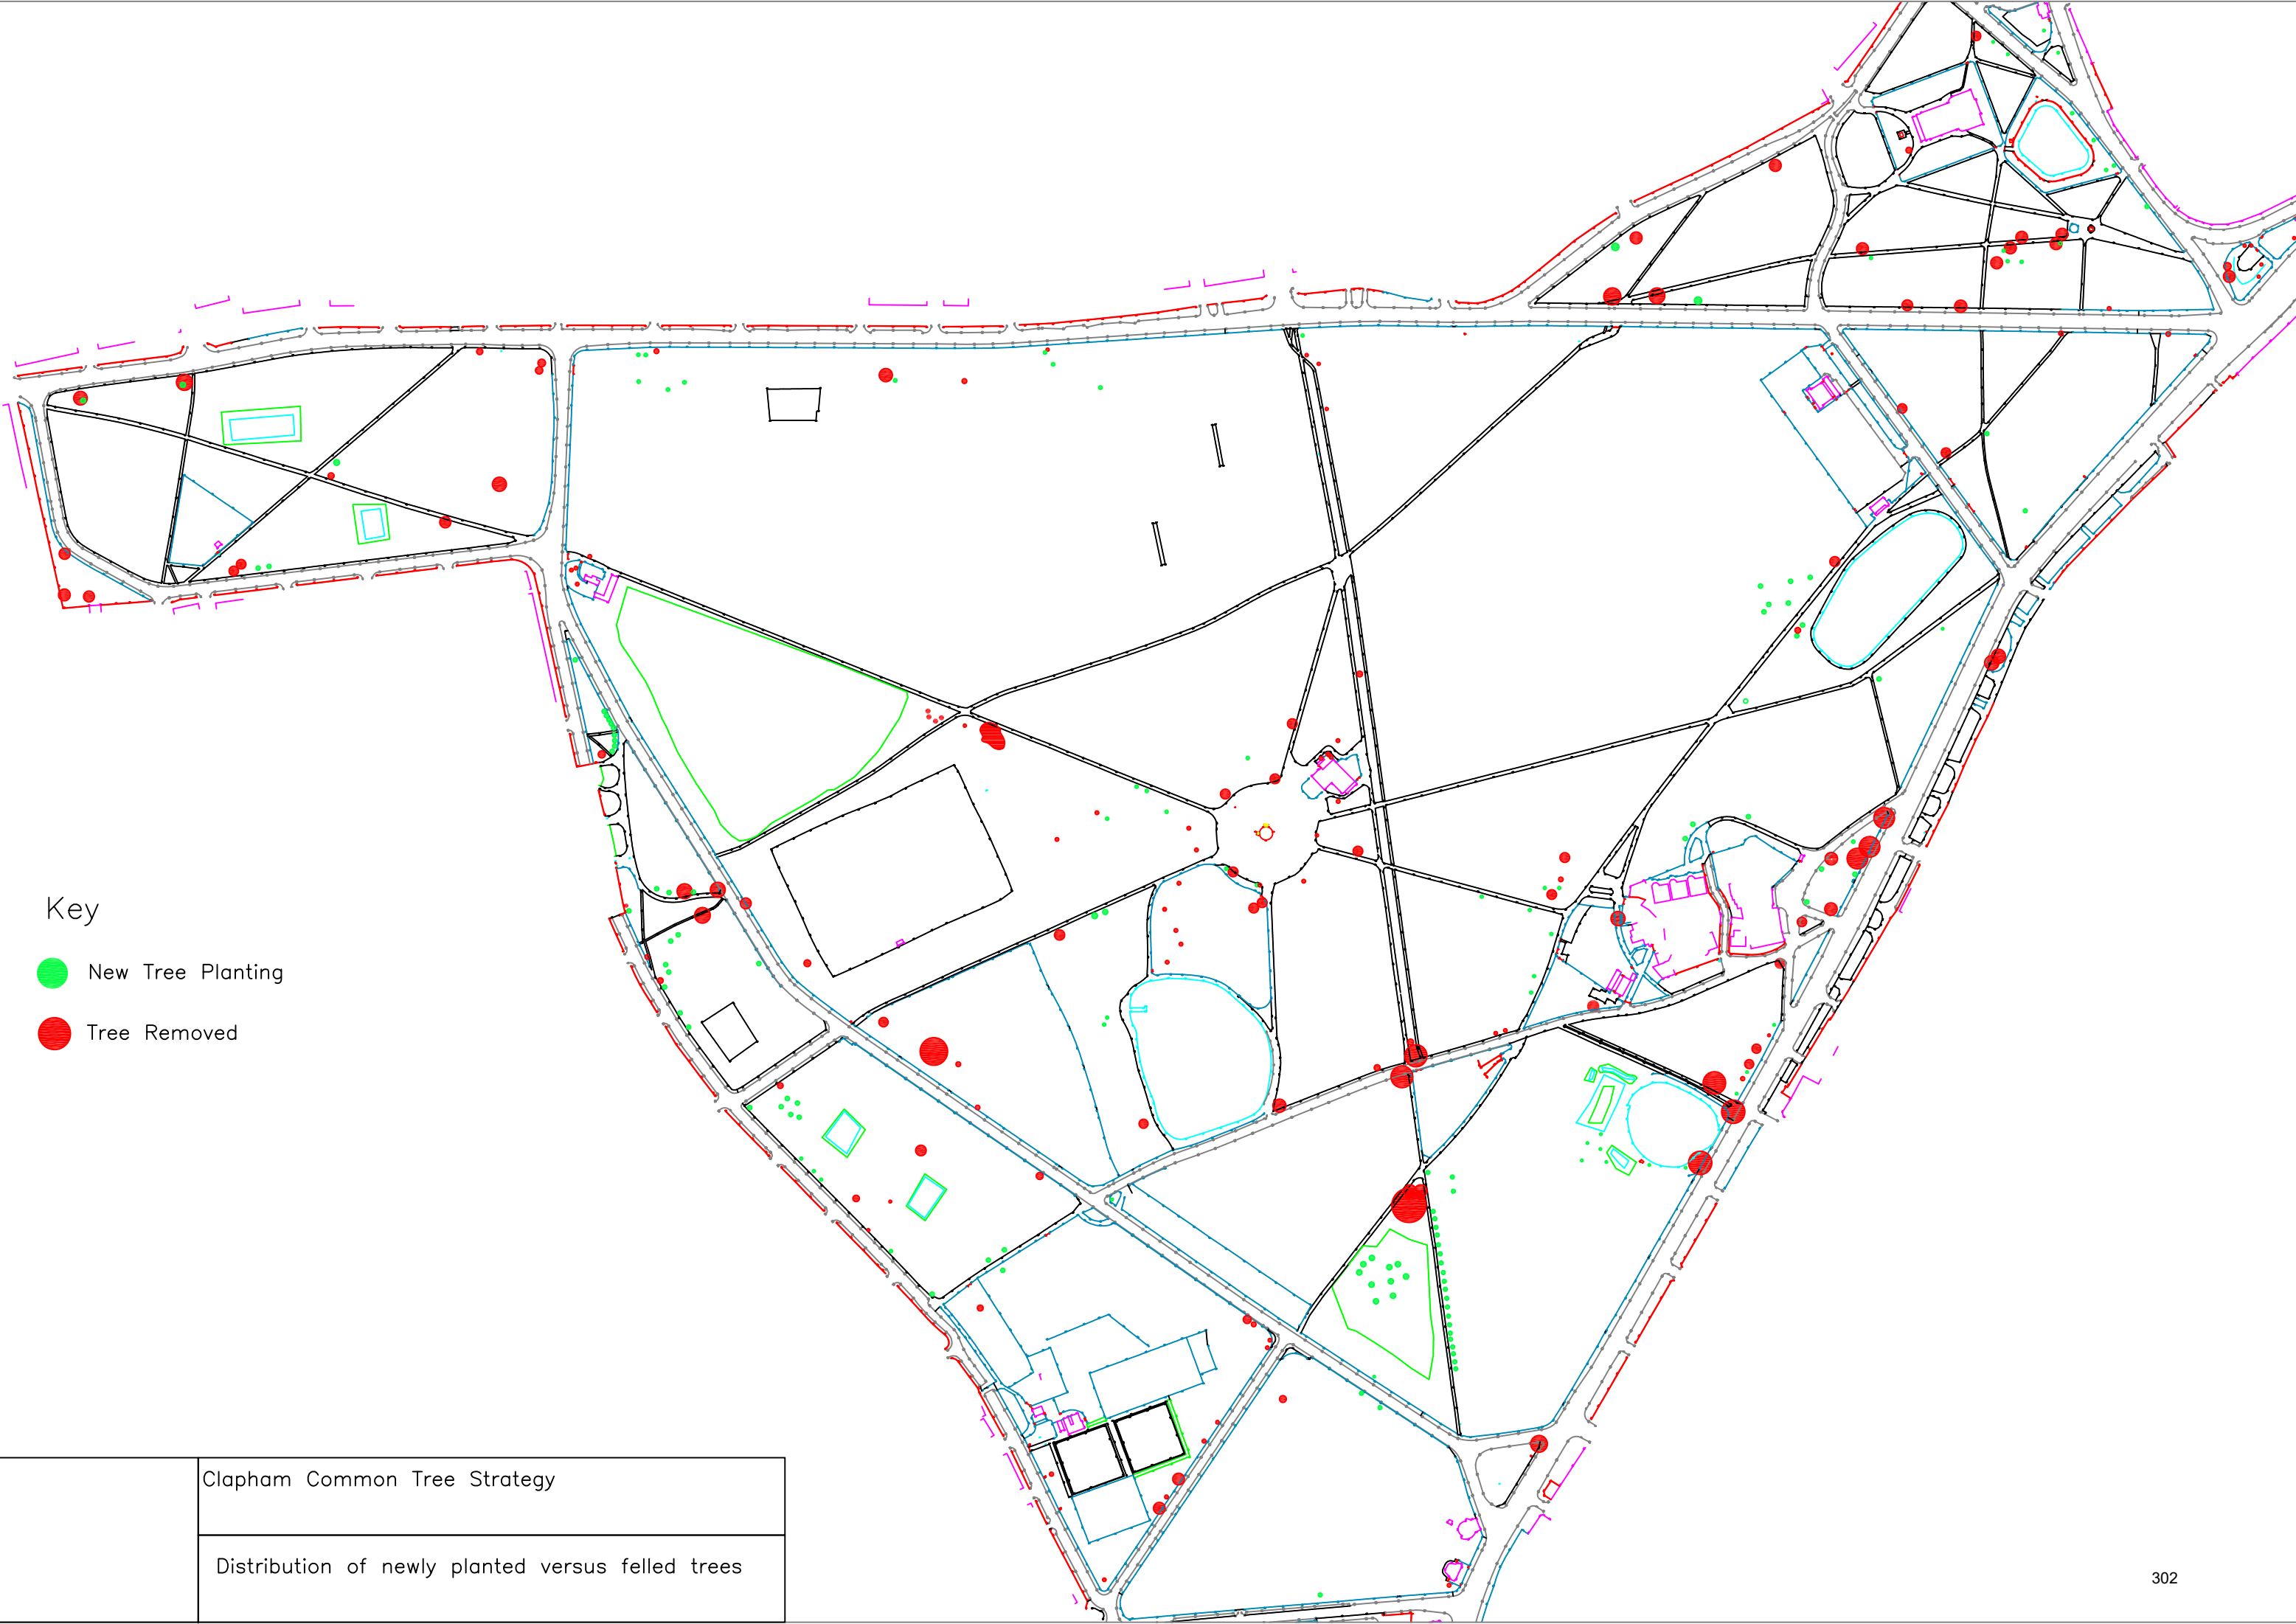 Key
New Tree Planting
Tree Removed
Clapham Common Tree Strategy
Distribution of newly planted versus felled trees
302